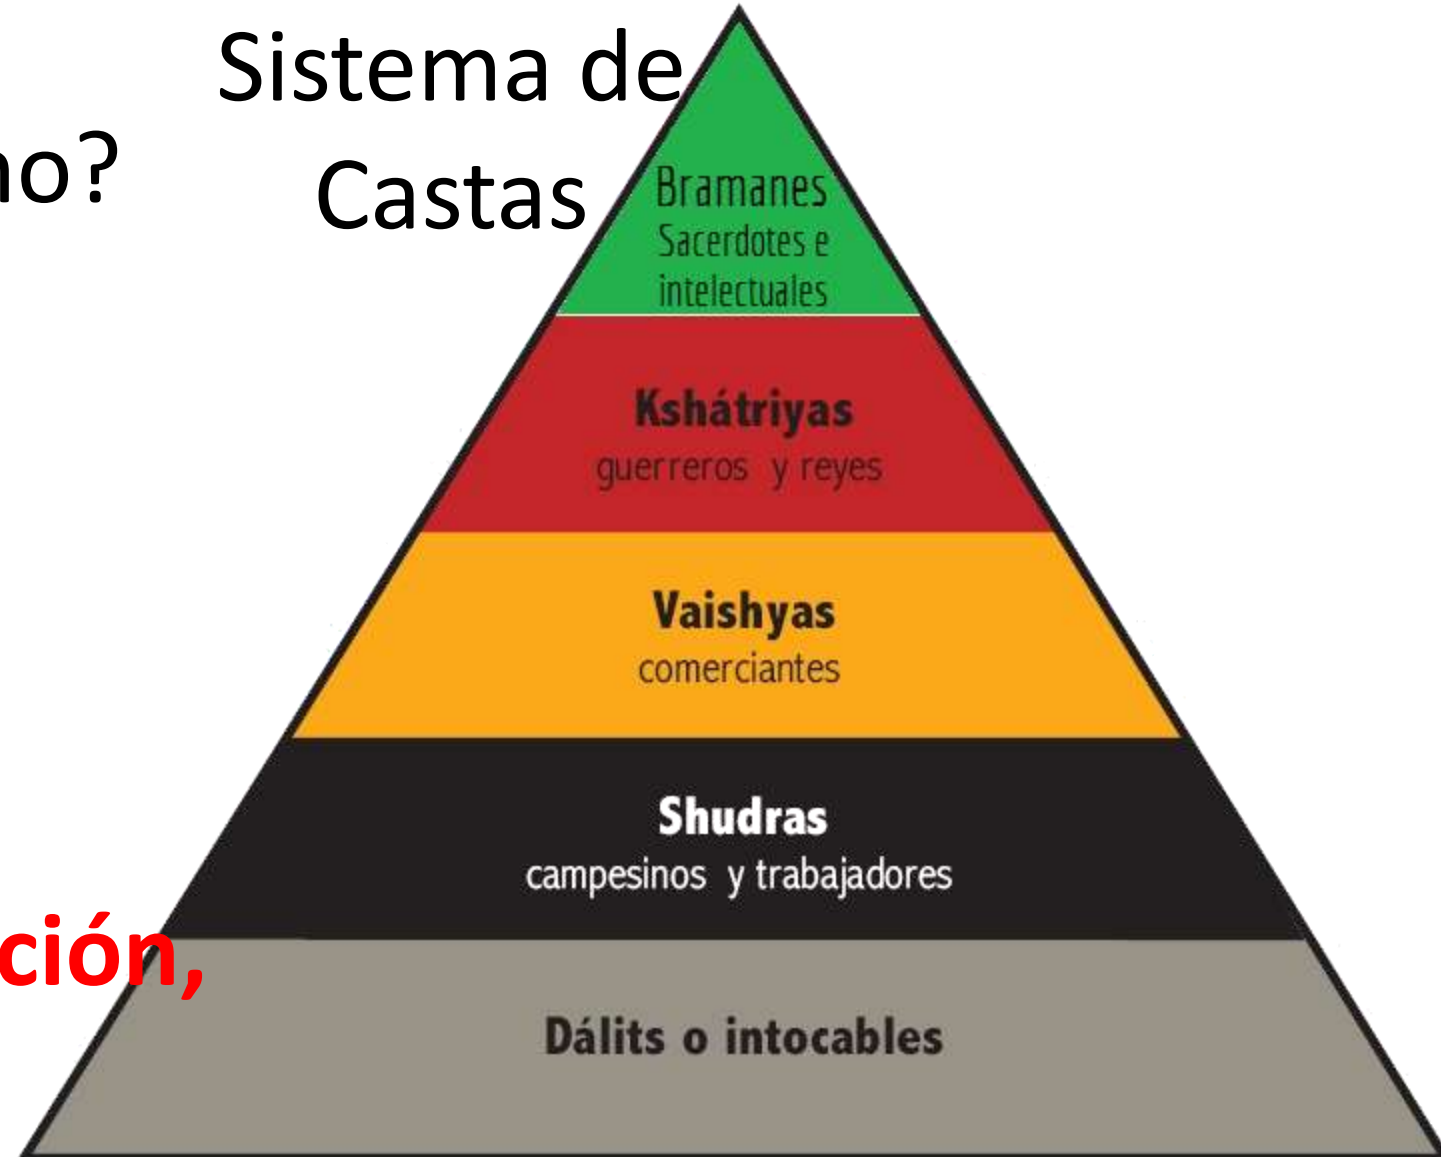 Sistema de
no?
Castas
Bramanes
Sacerdotes e
intelectuales
Kshátriyas
guerreros y reyes
Vaishyas
comerciantes
Shudras
campesinos y trabajadores
ción,
Dálits o intocables